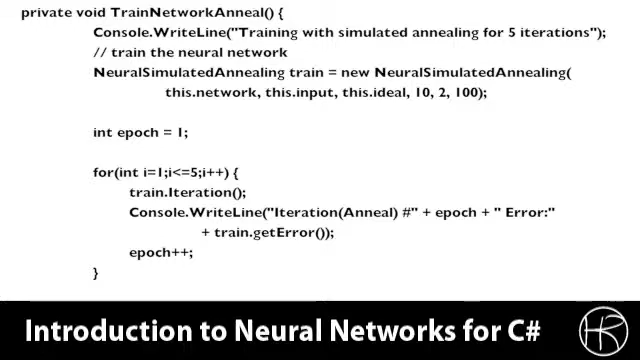 private void TrainNetworkAnneal() {
Console.WriteLine("Training with simulated annealing for 5 iterations");
// train the neural network
NeuralSimulatedAnnealing train = new NeuralSimulatedAnnealing(
this.network, this.input, this.ideal, 10, 2, 100);
int epoch = 1;
for(int i=1;i<=5;i++) {
train.Iteration();
Console.WriteLine("Iteration(Anneal) #" + epoch + " Error:"
+ train.getError());
epoch++;
}
Introduction to Neural Networks for C#